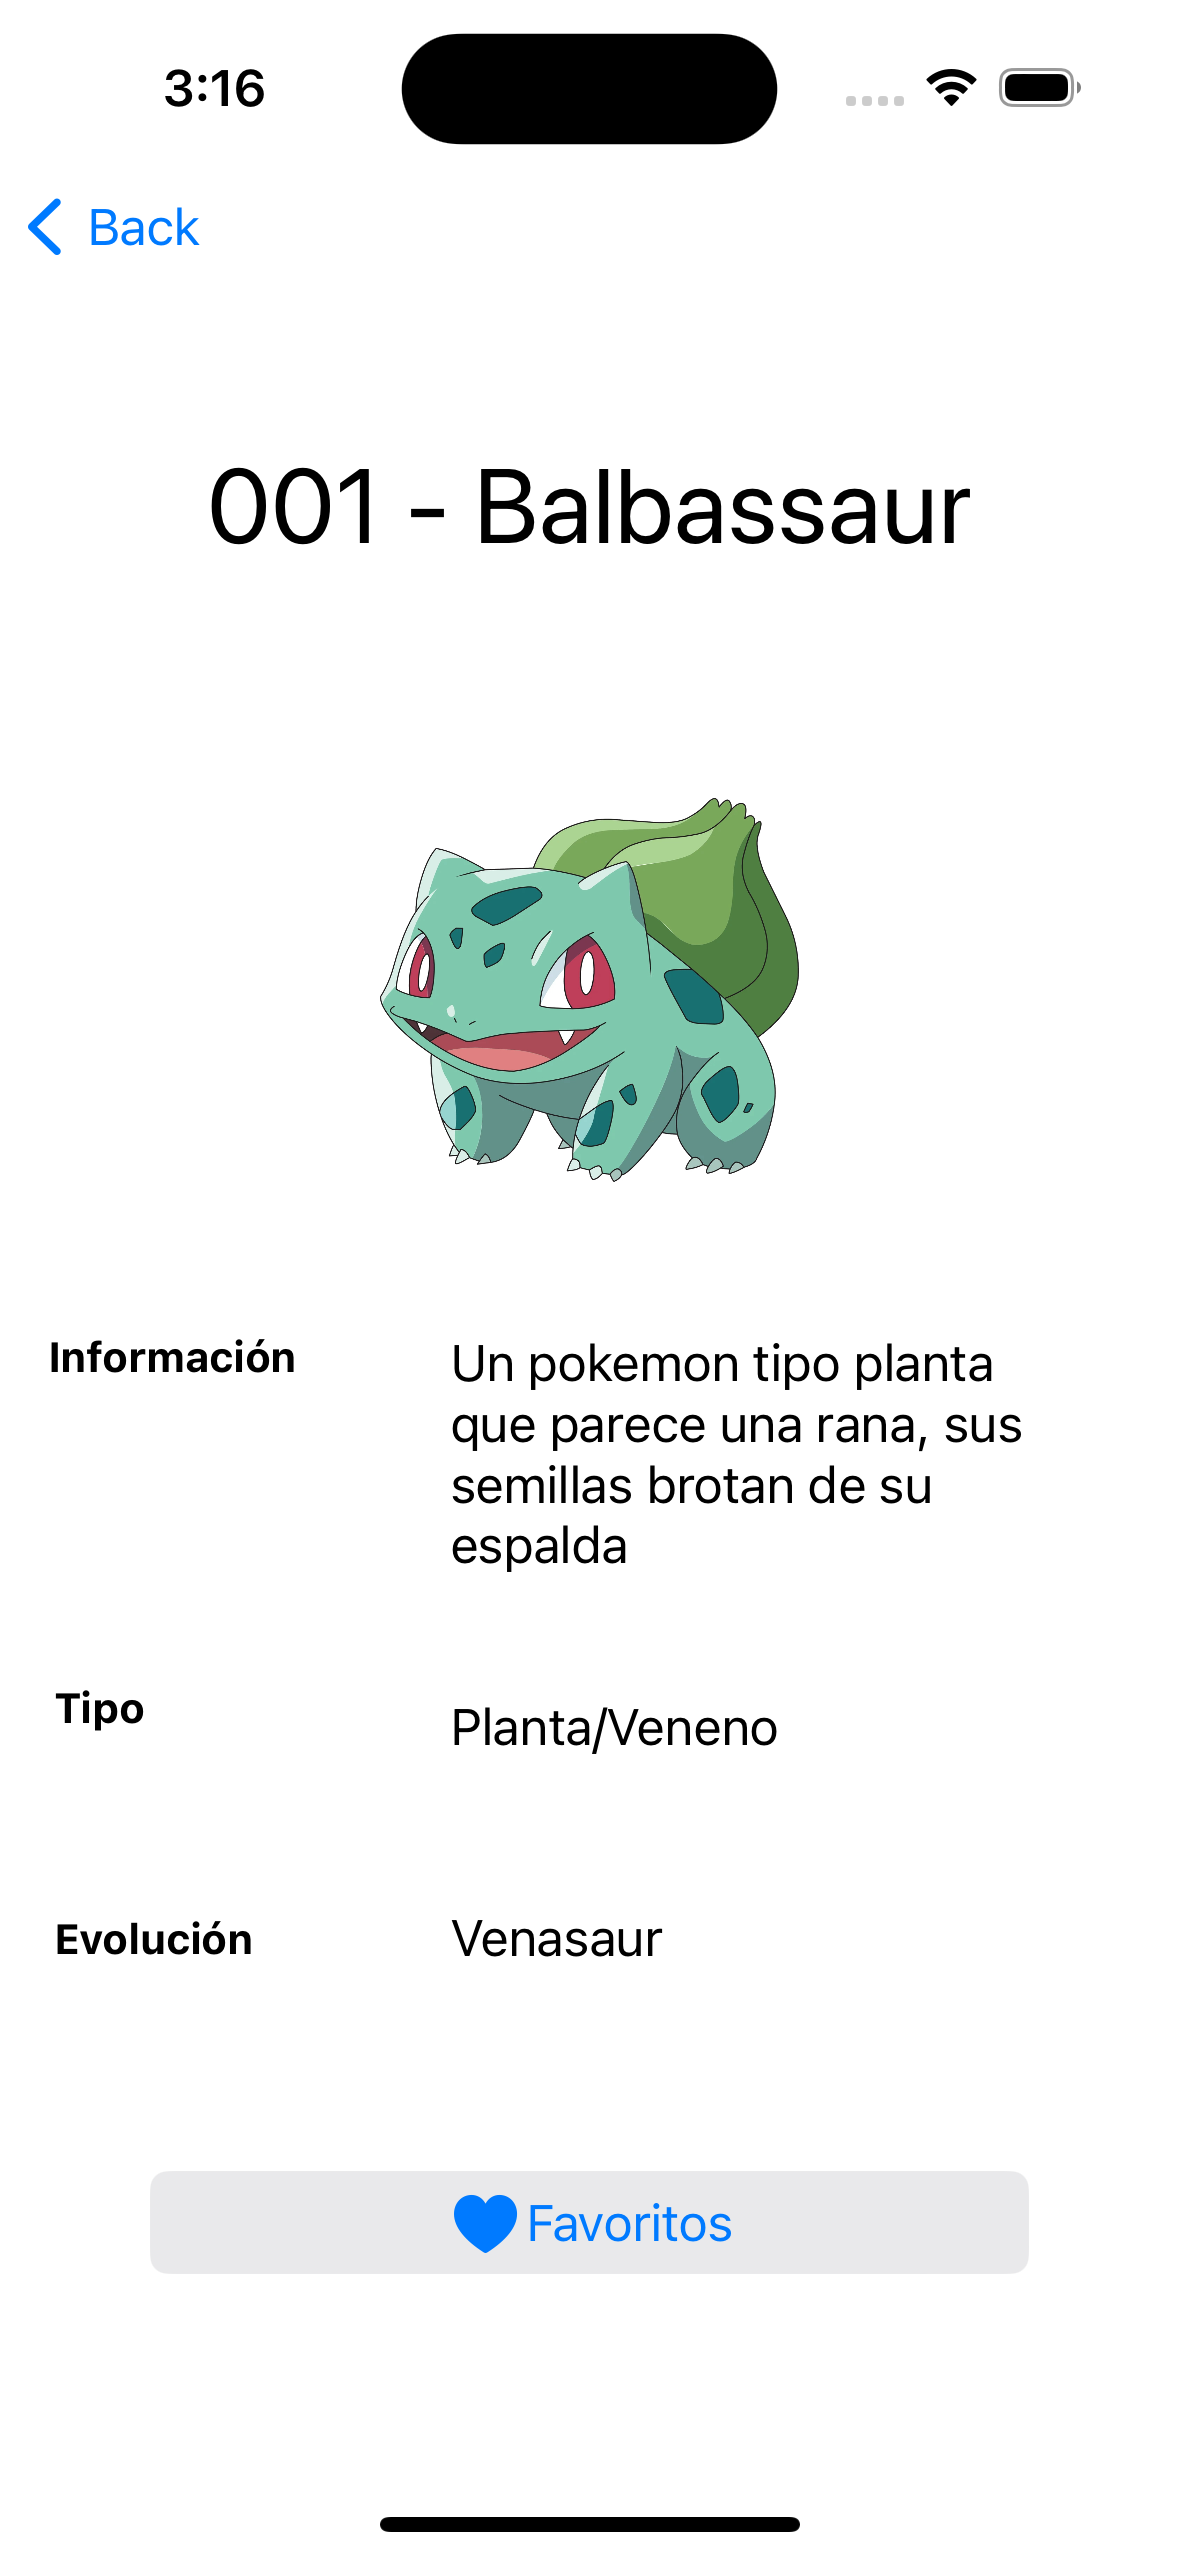 3:16
Back
001 - Balbassaur
Información
Un pokemon tipo planta
que parece una rana, sus
semillas brotan de su
espalda
Tipo
Planta/Veneno
Evolución
Venasaur
Favoritos